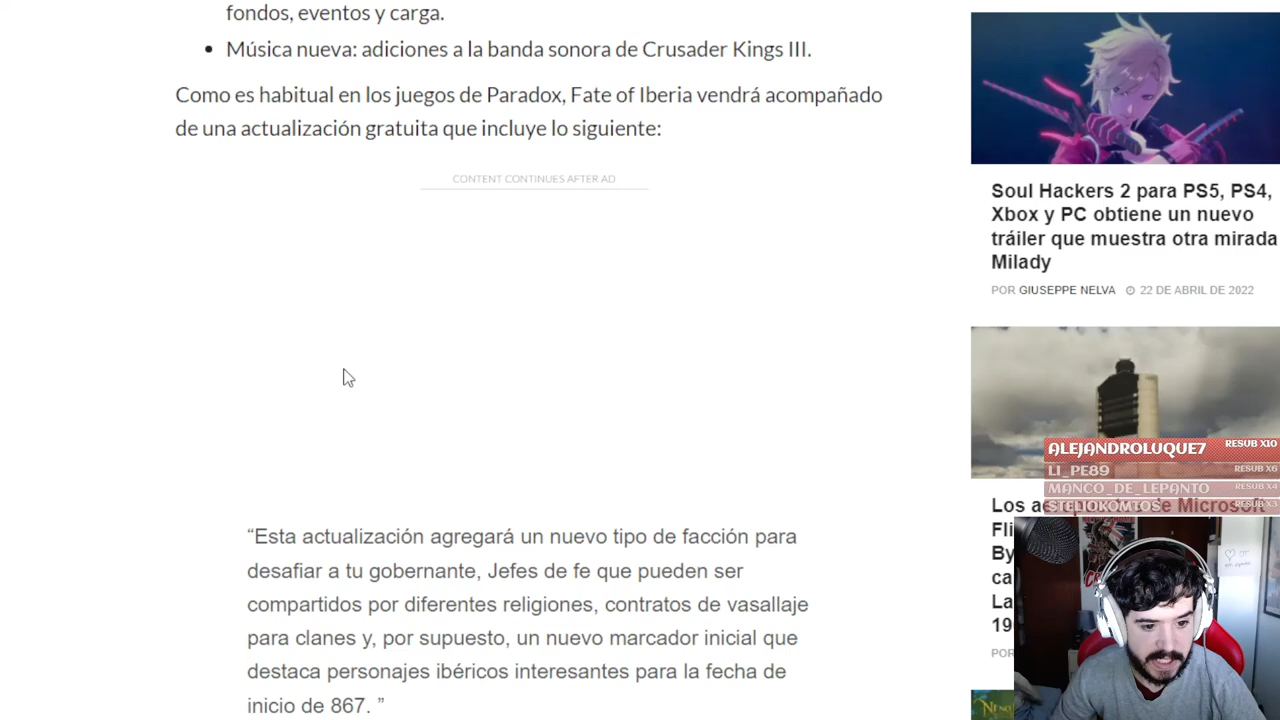 fondos, eventos y carga.
• Música nueva: adiciones a la banda sonora de Crusader Kings III.
Como es habitual en los juegos de Paradox, Fate of Iberia vendrá acompañado
de una actualización gratuita que incluye lo siguiente:
CONTENT CONTINUES AFTER AD
“Esta actualización agregará un nuevo tipo de facción para
desafiar a tu gobernante, Jefes de fe que pueden ser
compartidos por diferentes religiones, contratos de vasallaje
para clanes y, por supuesto, un nuevo marcador inicial que
destaca personajes ibéricos interesantes para la fecha de
inicio de 867. ”
Soul Hackers 2 para PS5, PS4,
Xbox y PC obtiene un nuevo
tráiler que muestra otra mirada
Milady
POR GIUSEPPE NELVA 22 DE ABRIL DE 2022
ALEJANDROLUQUE7 RESUB X10
LI_PE89 RESUB X6
MANCO_DE_LEPANTO RESUB X4
STELIOKOMTOS RESUB X3
Los de Microsoft
Fli
By
ca
La
19
POR